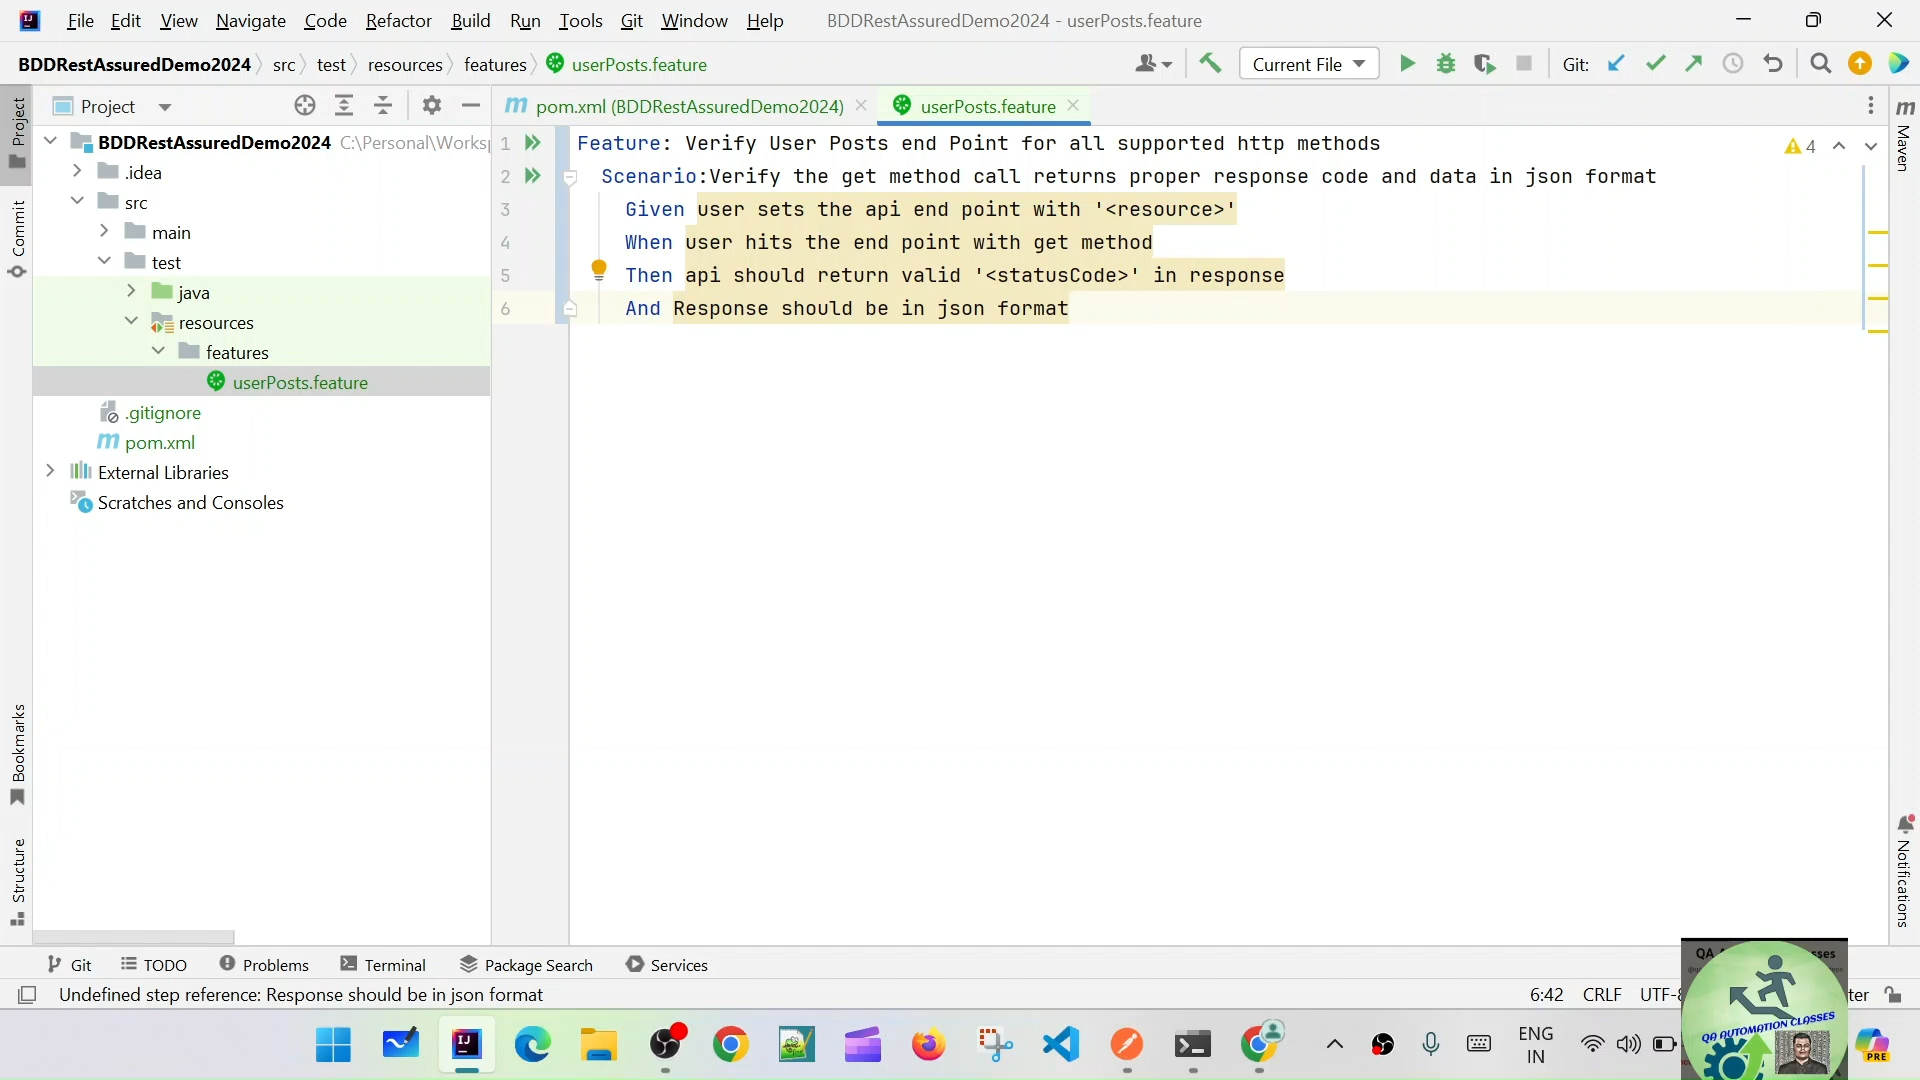 File Edit View Navigate Code Refactor Build Run Tools Git Window Help BDDRestAssuredDemo2024 - userPosts.feature
BDDRestAssuredDemo2024 src test resources features userPosts.feature Current File Git:
Project
pom.xml (BDDRestAssuredDemo2024) userPosts.feature
Project
Commit
Bookmarks
Structure
BDDRestAssuredDemo2024 C:\Personal\Works
.idea
src
main
test
java
resources
features
userPosts.feature
.gitignore
pom.xml
External Libraries
Scratches and Consoles
1 Feature: Verify User Posts end Point for all supported http methods
2 Scenario:Verify the get method call returns proper response code and data in json format
3 Given user sets the api end point with '<resource>'
4 When user hits the end point with get method
5 Then api should return valid '<statusCode>' in response
6 And Response should be in json format
4
Maven
Notifications
Git TODO Problems Terminal Package Search Services
Undefined step reference: Response should be in json format 6:42 CRLF UTF-8
ENG
IN
QA AUTOMATION CLASSES
PRE